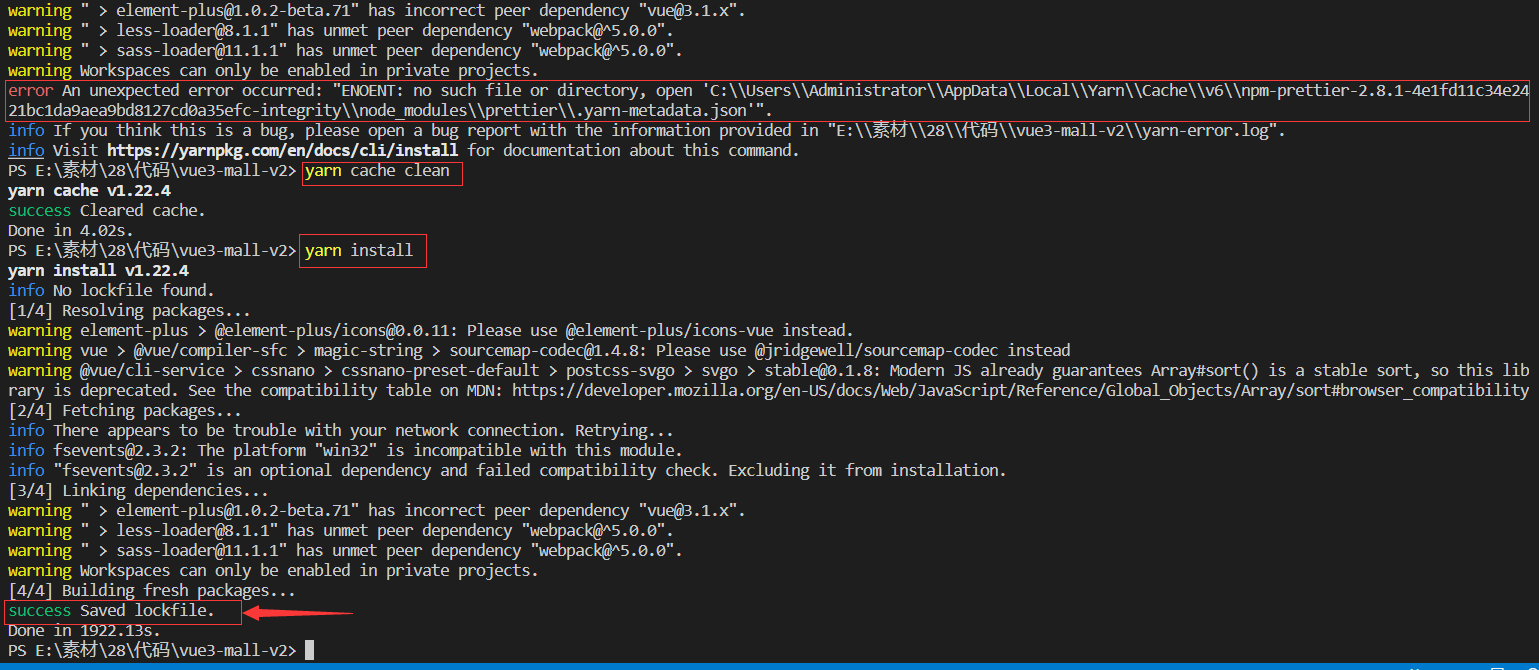 warning " > element-plus@1.0.2-beta.71" has incorrect peer dependency "vue@3.1.x".
warning " > less-loader@8.1.1" has unmet peer dependency "webpack@^5.0.0".
warning " > sass-loader@11.1.1" has unmet peer dependency "webpack@^5.0.0".
warning Workspaces can only be enabled in private projects.
error An unexpected error occurred: "ENOENT: no such file or directory, open 'C:\\Users\\Administrator\\AppData\\Local\\Yarn\\Cache\\v6\\npm-prettier-2.8.1-4e1fd11c34e24
21bc1da9aea9bd8127cd0a35efc-integrity\\node_modules\\prettier\\.yarn-metadata.json'".
info If you think this is a bug, please open a bug report with the information provided in "E:\\素材\\28\\代码\\vue3-mall-v2\\yarn-error.log".
info Visit https://yarnpkg.com/en/docs/cli/install for documentation about this command.
PS E:\素材\28\代码\vue3-mall-v2> yarn cache clean
yarn cache v1.22.4
success Cleared cache.
Done in 4.02s.
PS E:\素材\28\代码\vue3-mall-v2> yarn install
yarn install v1.22.4
info No lockfile found.
[1/4] Resolving packages...
warning element-plus > @element-plus/icons@0.0.11: Please use @element-plus/icons-vue instead.
warning vue > @vue/compiler-sfc > magic-string > sourcemap-codec@1.4.8: Please use @jridgewell/sourcemap-codec instead
warning @vue/cli-service > cssnano > cssnano-preset-default > postcss-svgo > svgo > stable@0.1.8: Modern JS already guarantees Array#sort() is a stable sort, so this lib
rary is deprecated. See the compatibility table on MDN: https://developer.mozilla.org/en-US/docs/Web/JavaScript/Reference/Global_Objects/Array/sort#browser_compatibility
[2/4] Fetching packages...
info There appears to be trouble with your network connection. Retrying...
info fsevents@2.3.2: The platform "win32" is incompatible with this module.
info "fsevents@2.3.2" is an optional dependency and failed compatibility check. Excluding it from installation.
[3/4] Linking dependencies...
warning " > element-plus@1.0.2-beta.71" has incorrect peer dependency "vue@3.1.x".
warning " > less-loader@8.1.1" has unmet peer dependency "webpack@^5.0.0".
warning " > sass-loader@11.1.1" has unmet peer dependency "webpack@^5.0.0".
warning Workspaces can only be enabled in private projects.
[4/4] Building fresh packages...
success Saved lockfile.
Done in 1922.13s.
PS E:\素材\28\代码\vue3-mall-v2>